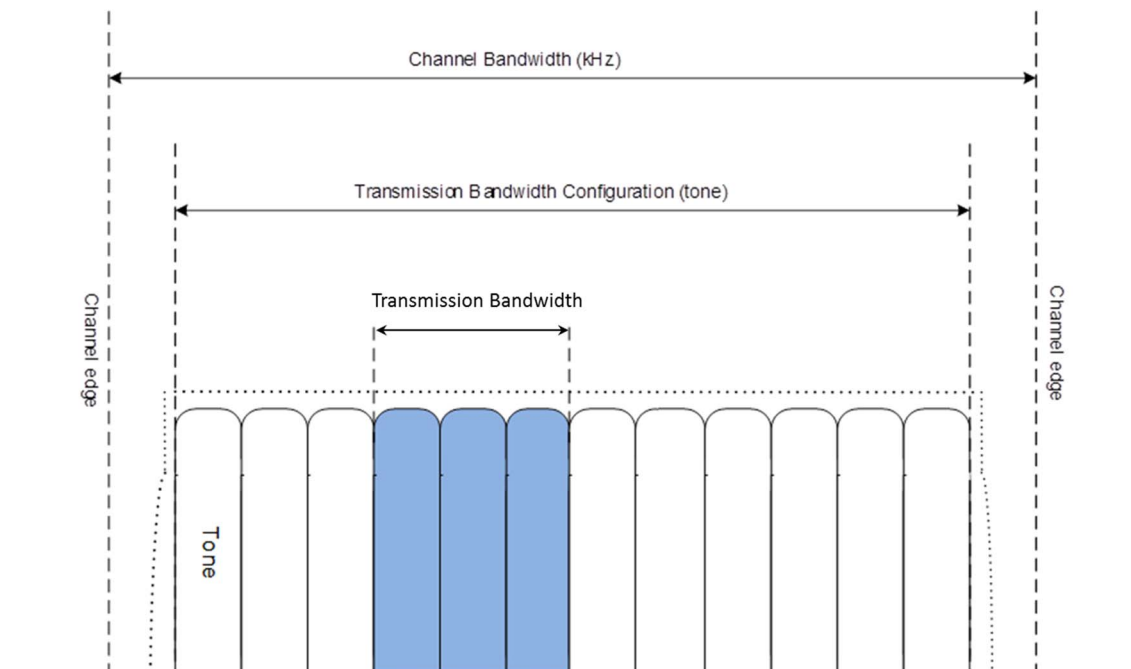 Channel Bandwidth (kHz)
Transmission Bandwidth Configuration (tone)
Transmission Bandwidth
Channel edge
Channel edge
Tone